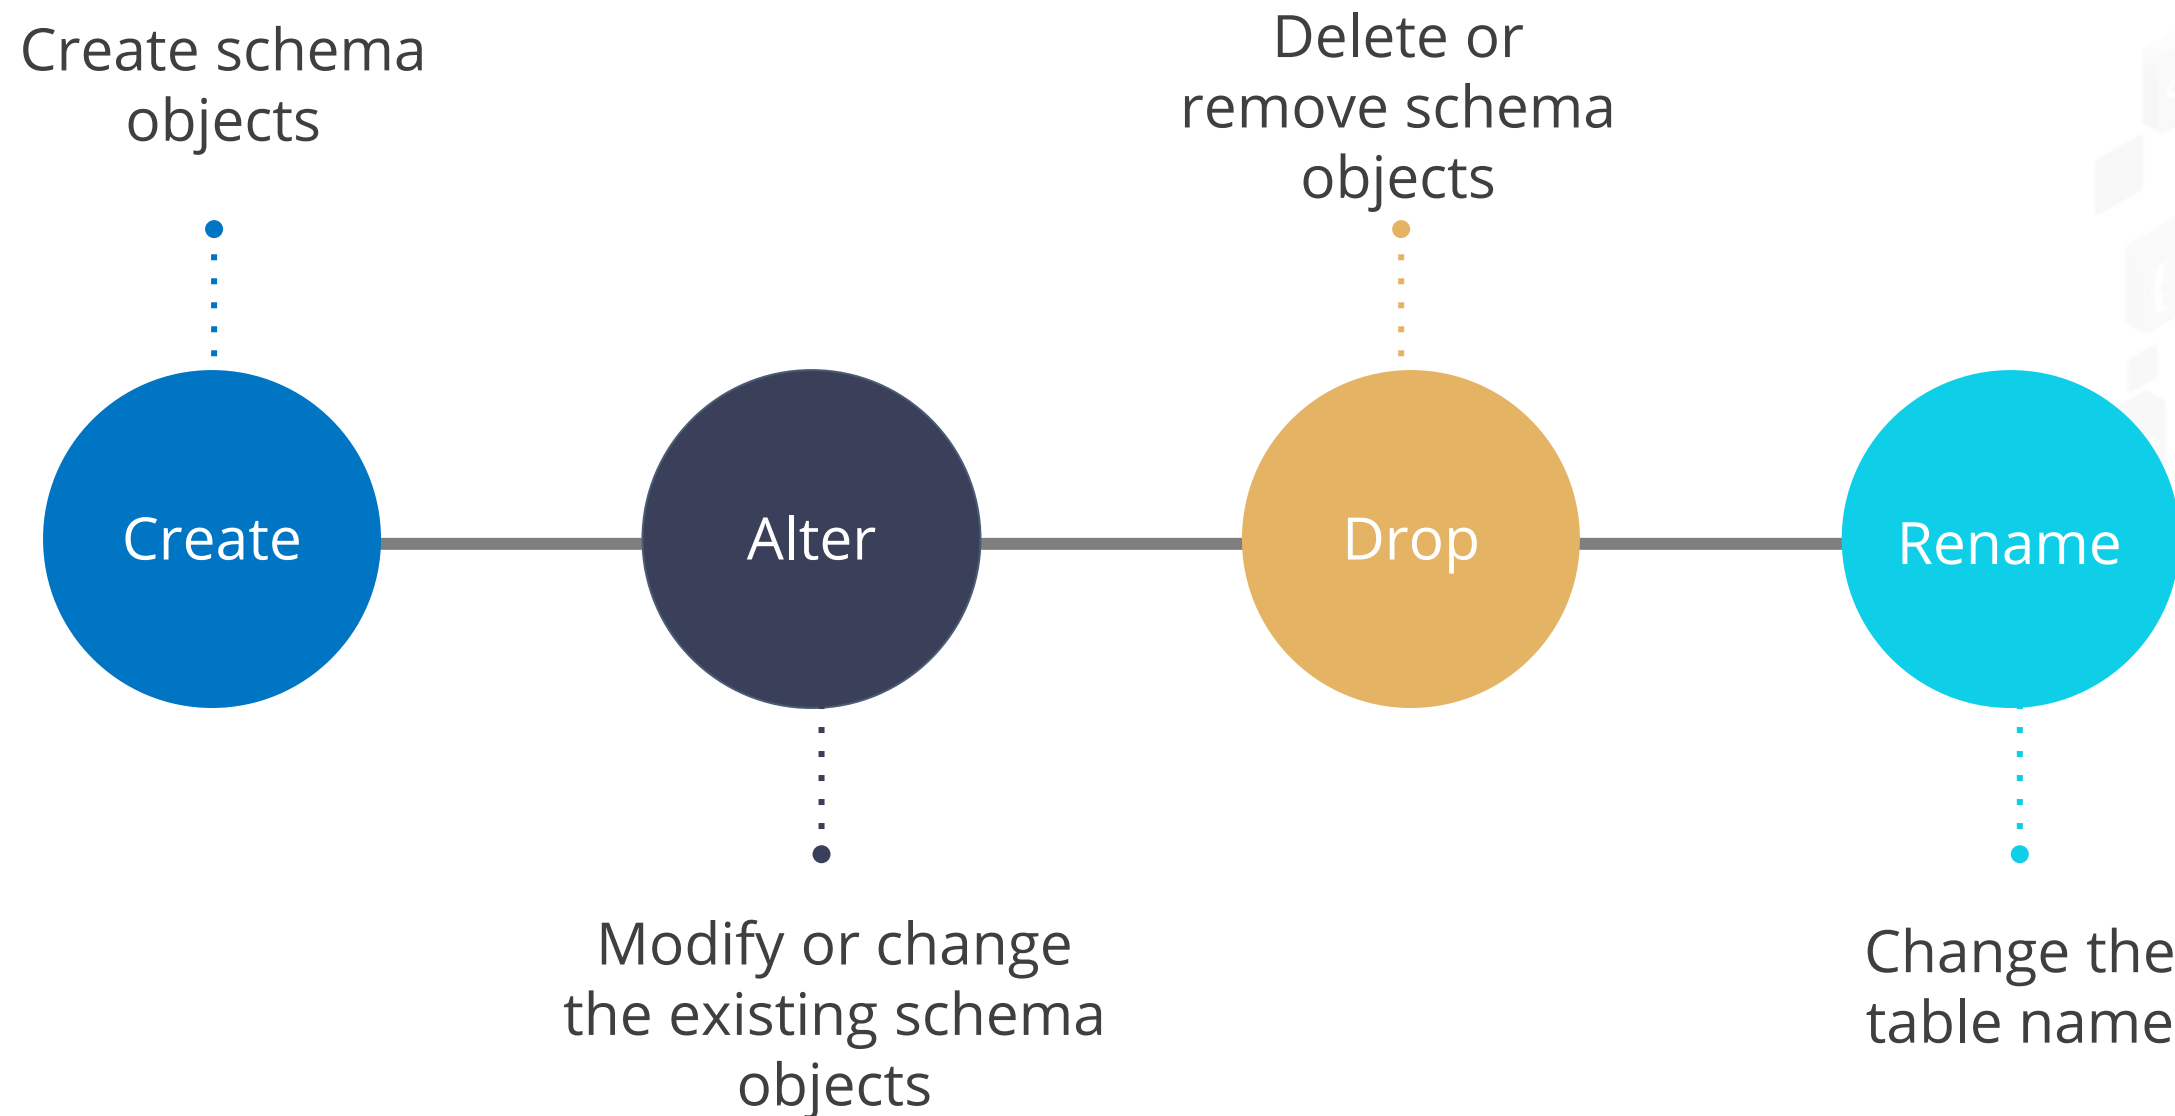 Create schema
objects
Delete or
remove schema
objects
Create
Alter
Drop
Rename
Modify or change
the existing schema
objects
Change the
table name